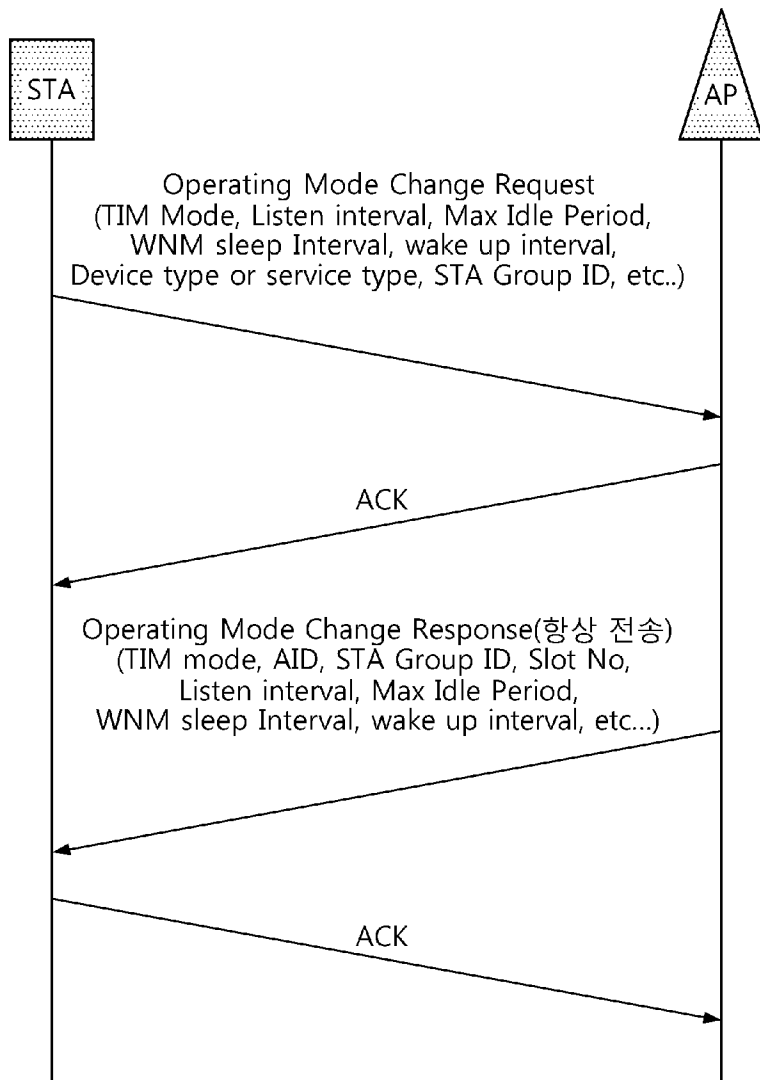 STA
AP
Operating Mode Change Request
(TIM Mode, Listen interval, Max Idle Period,
WNM sleep Interval, wake up interval,
Device type or service type, STA Group ID, etc..)
ACK
Operating Mode Change Response(항상 전송)
(TIM mode, AID, STA Group ID, Slot No,
Listen interval, Max Idle Period,
WNM sleep Interval, wake up interval, etc...)
ACK